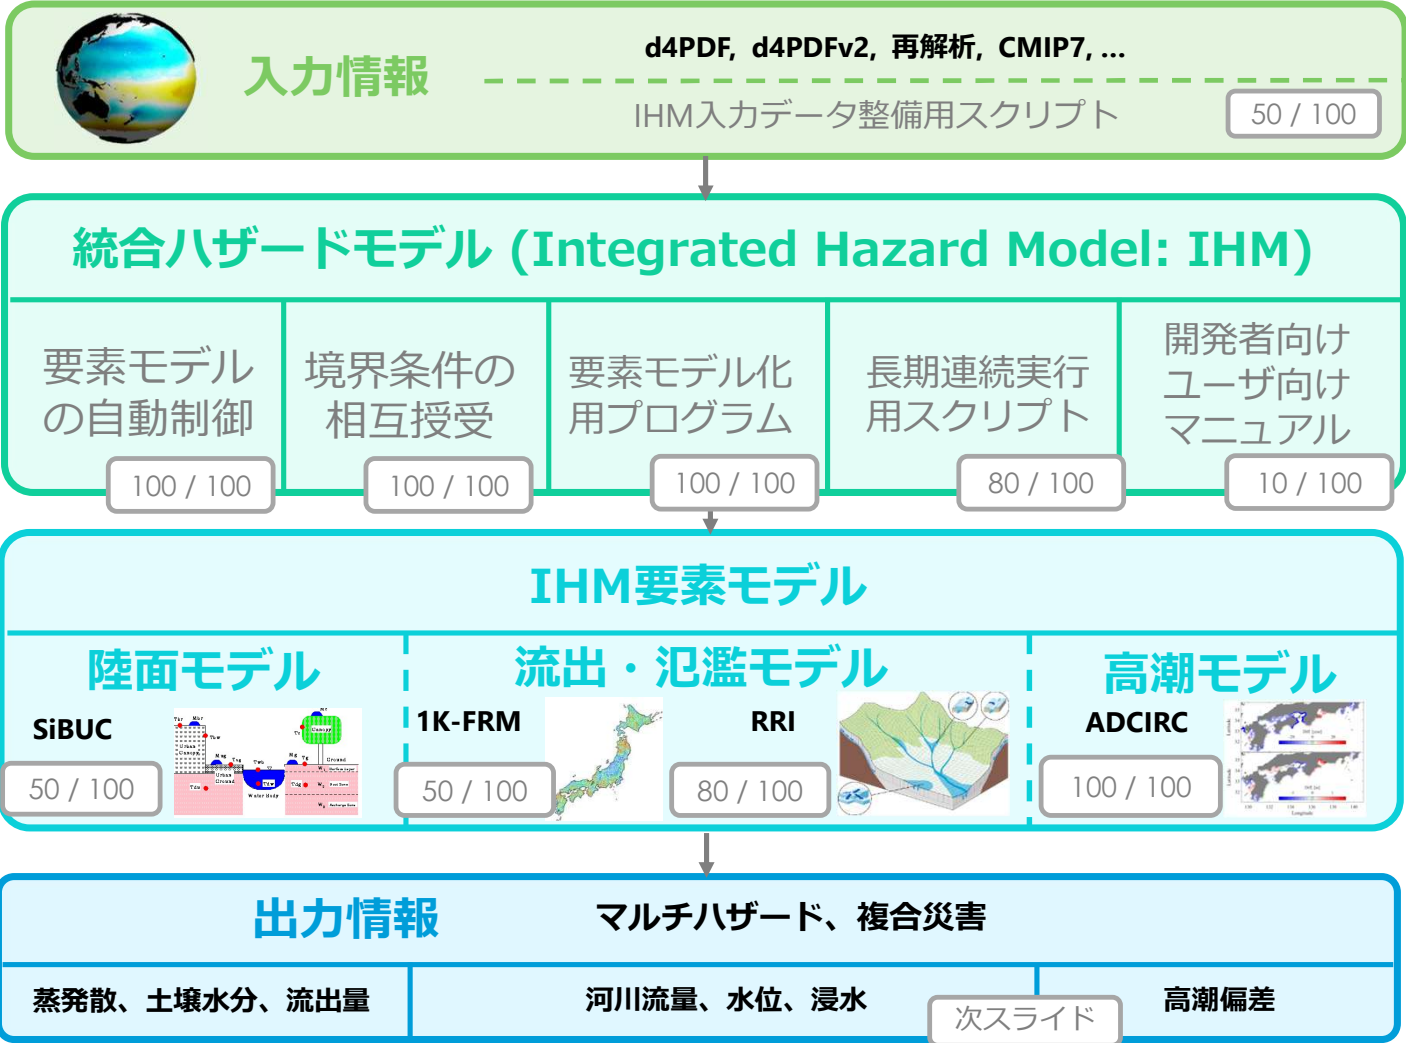 入力情報
d4PDF, d4PDFv2, 再解析, CMIP7, ...
IHM入力データ整備用スクリプト
50 / 100
統合ハザードモデル (Integrated Hazard Model: IHM)
要素モデル
の自動制御
100 / 100
境界条件の
相互授受
100 / 100
要素モデル化
用プログラム
100 / 100
長期連続実行
用スクリプト
80 / 100
開発者向け
ユーザ向け
マニュアル
10 / 100
IHM要素モデル
陸面モデル
SiBUC
50 / 100
Urban
Canopy
Urban
Ground
Water Body
Canopy
Ground
流出・氾濫モデル
1K-FRM
50 / 100
RRI
80 / 100
高潮モデル
ADCIRC
100 / 100
Longitude
出力情報
マルチハザード、複合災害
蒸発散、土壌水分、流出量
河川流量、水位、浸水
高潮偏差
次スライド